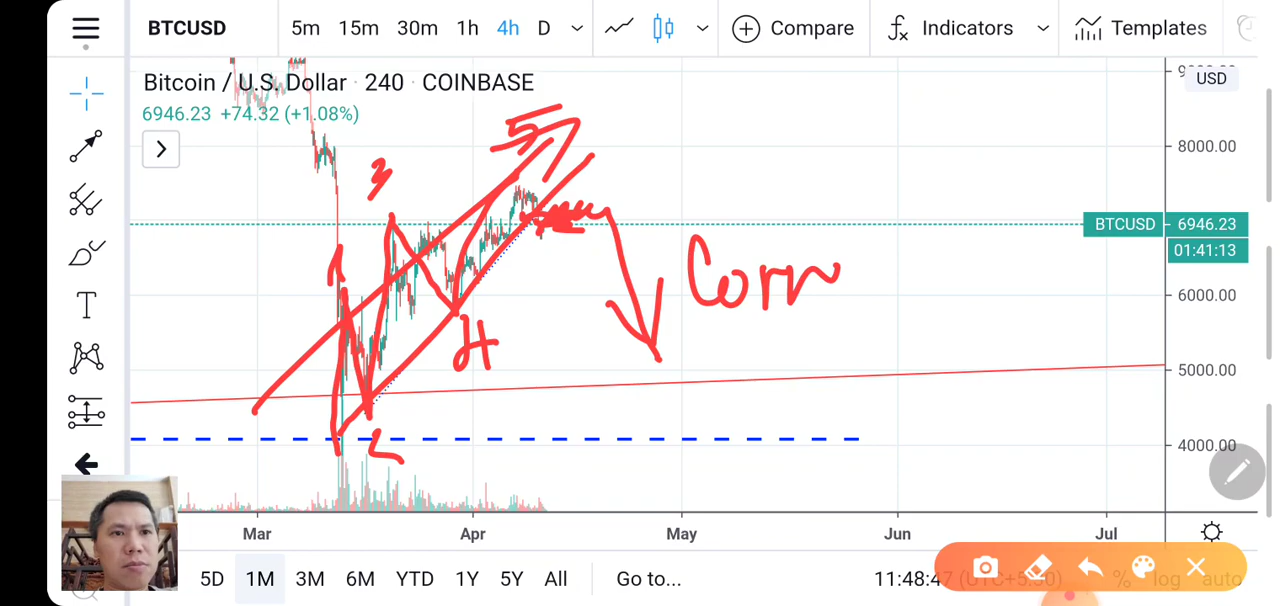 BTCUSD 5m 15m 30m 1h 4h D Compare Indicators Templates
Bitcoin / U.S. Dollar · 240 · COINBASE
USD
6946.23 +74.32 (+1.08%)
8000.00
BTCUSD 6946.23
01:41:13
6000.00
5000.00
4000.00
1
2
3
4
5
Corr
Mar Apr May Jun Jul
5D 1M 3M 6M YTD 1Y 5Y All Go to... 11:48:47 (UTC+5:30) % log auto